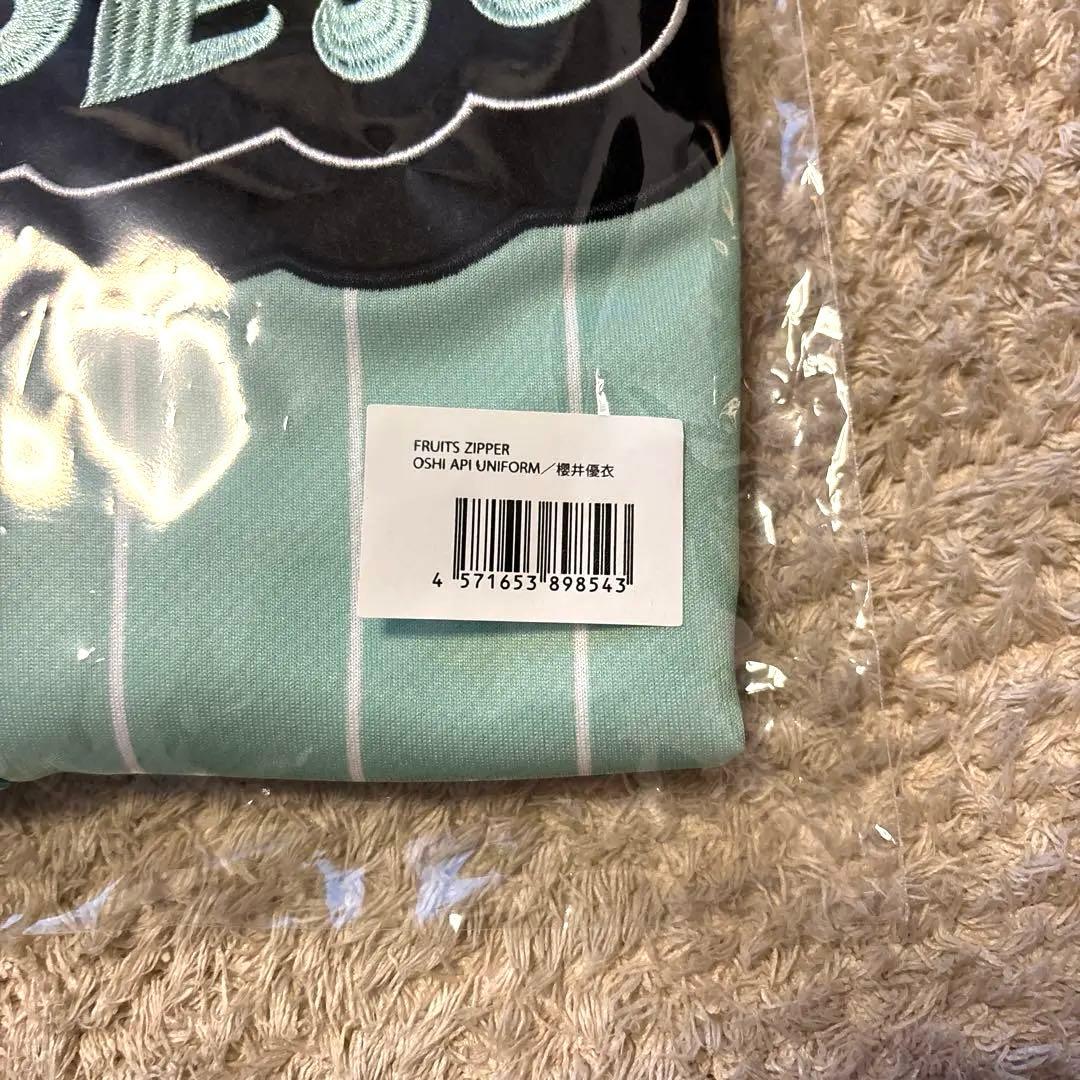 FRUITS ZIPPER
OSHI API UNIFORM／櫻井優衣
4 571653 898543